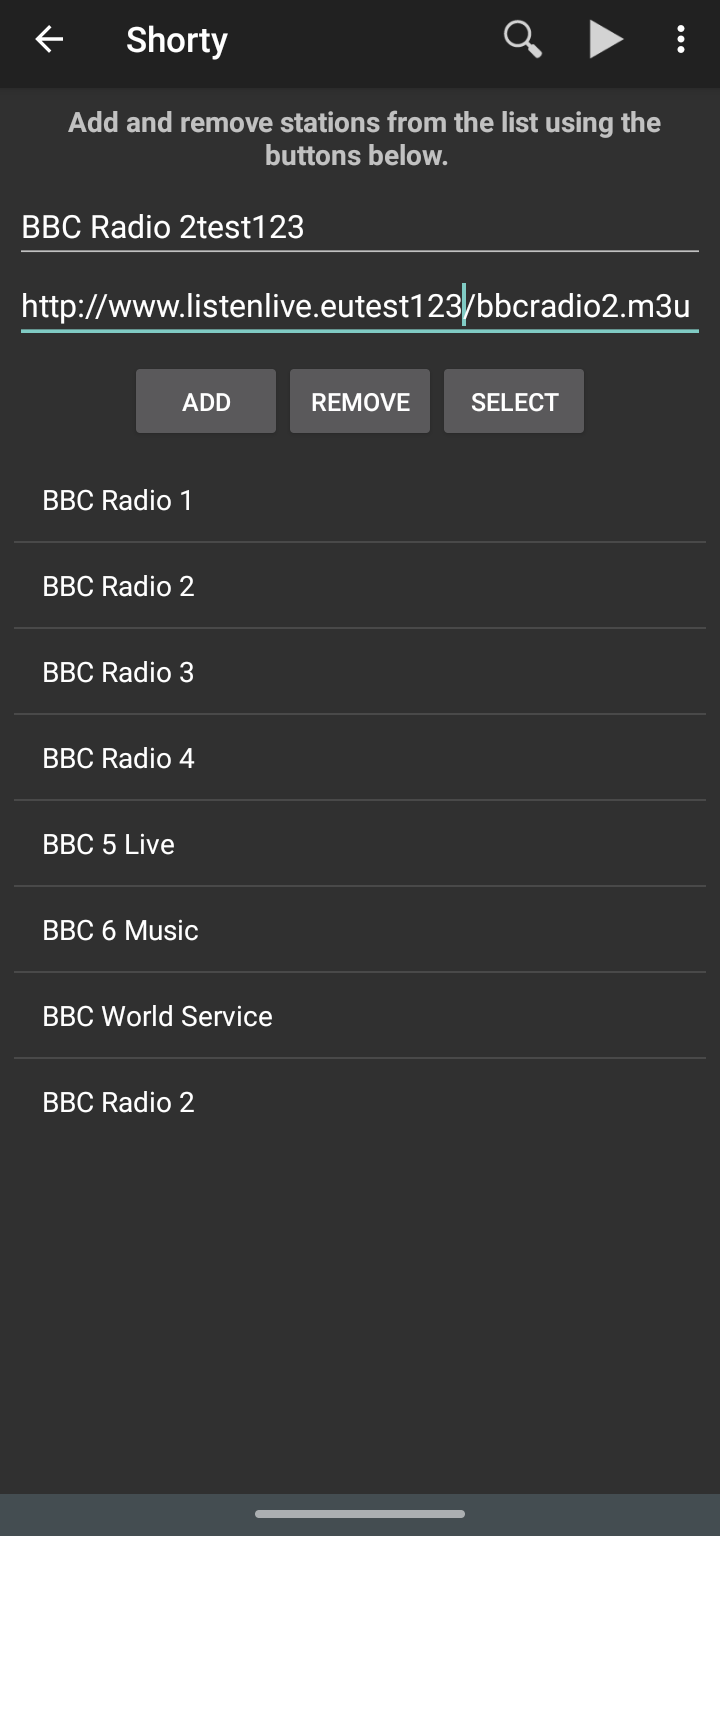 Shorty
Add and remove stations from the list using the
buttons below.
BBC Radio 2test123
http://www.listenlive.eutest123/bbcradio2.m3u
ADD
REMOVE
SELECT
BBC Radio 1
BBC Radio 2
BBC Radio 3
BBC Radio 4
BBC 5 Live
BBC 6 Music
BBC World Service
BBC Radio 2